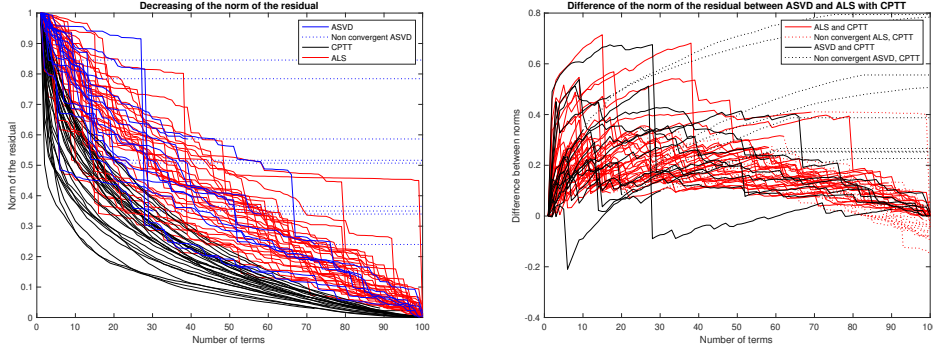 Decreasing of the norm of the residual
Norm of the residual
1
0.9
0.8
0.7
0.6
0.5
0.4
0.3
0.2
0.1
0
ASVD
Non convergent ASVD
CPTT
ALS
0 10 20 30 40 50 60 70 80 90 100
Number of terms
Difference of the norm of the residual between ASVD and ALS with CPTT
Difference between norms
0.8
0.6
0.4
0.2
0
-0.2
-0.4
ALS and CPTT
Non convergent ALS, CPTT
ASVD and CPTT
Non convergent ASVD, CPTT
0 10 20 30 40 50 60 70 80 90 100
Number of terms